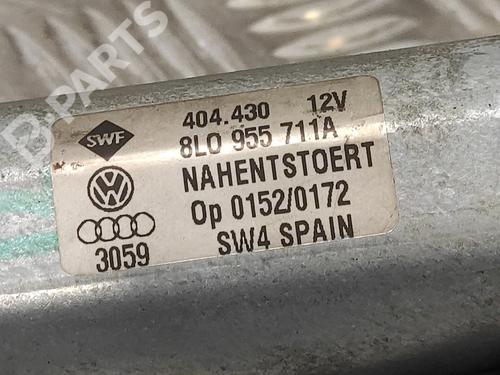 B-PARTS
404.430 12V
SWF
8L0 955 711A
NAHENTSTOERT
Op 0152/0172
3059
SW4 SPAIN